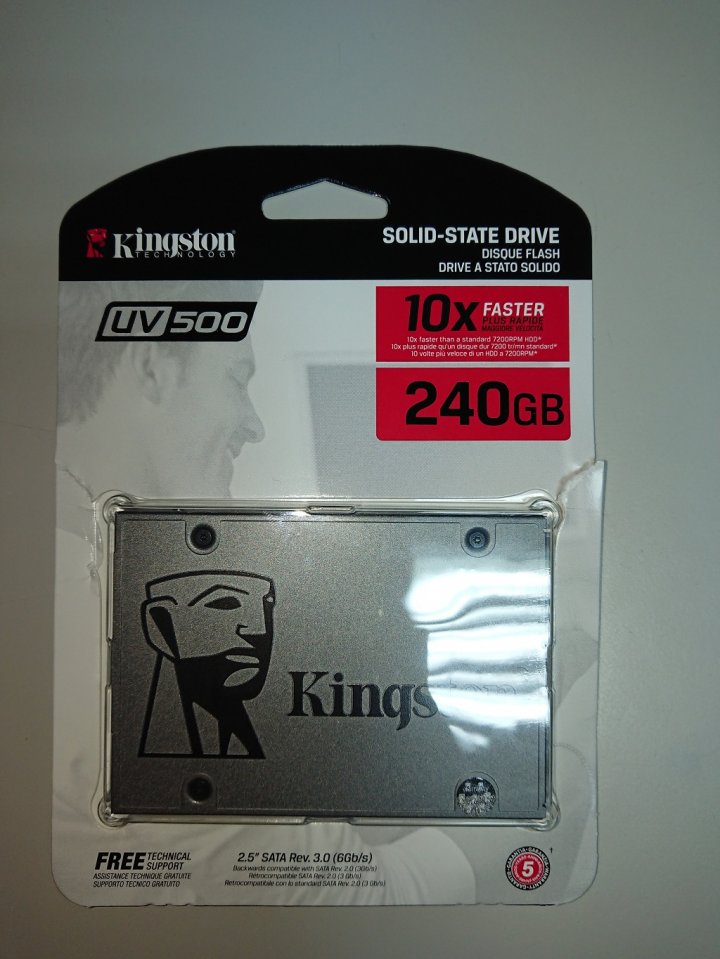 Kingston
TECHNOLOGY
SOLID-STATE DRIVE
DISQUE FLASH
DRIVE A STATO SOLIDO
UV500
10x FASTER
PLUS RAPIDE
MAGGIORE VELOCITÀ
10x faster than a standard 7200RPM HDD*
10x plus rapide qu'un disque dur 7200 tr/mn standard*
10 volte più veloce di un HDD a 7200RPM*
240GB
Kingston
FREE TECHNICAL
SUPPORT
ASSISTANCE TECHNIQUE GRATUITE
SUPPORTO TECNICO GRATUITO
2.5" SATA Rev. 3.0 (6Gb/s)
Backwards compatible with SATA Rev. 2.0 (3Gb/s)
Rétrocompatible SATA Rev. 2.0 (3 Gb/s)
Retrocompatibile con lo standard SATA Rev. 2.0 (3 Gb/s)
5
†